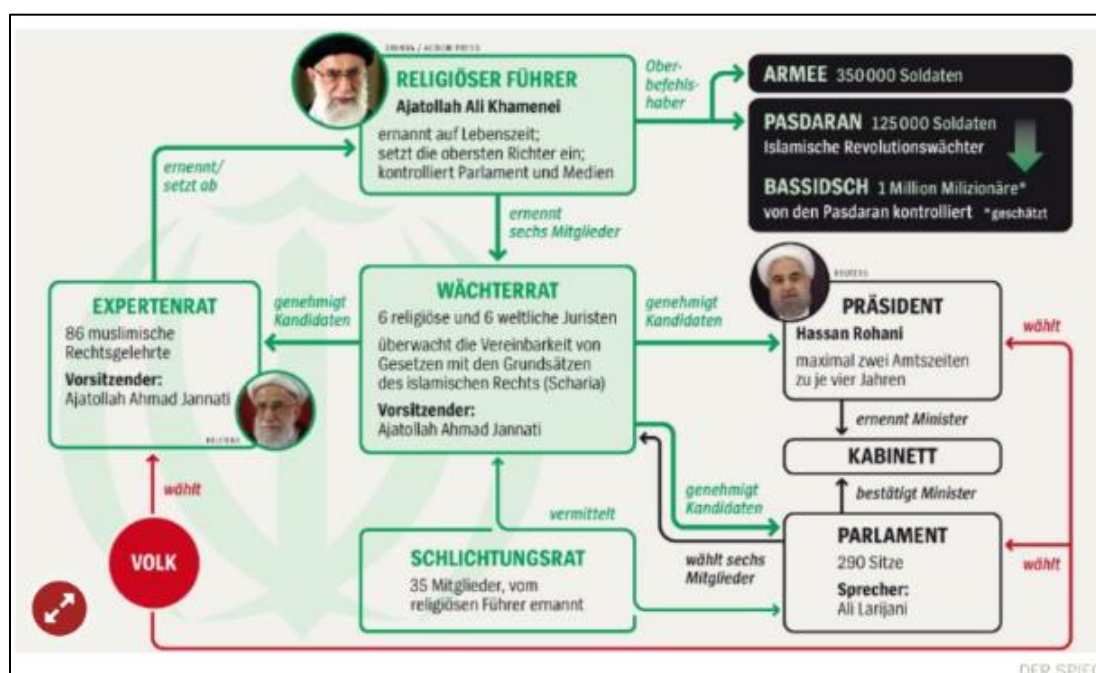 RELIGIÖSER FÜHRER
Ajatollah Ali Khamenei
ernannt auf Lebenszeit;
setzt die obersten Richter ein;
kontrolliert Parlament und Medien
Ober-
befehls-
haber
ARMEE 350000 Soldaten
PASDARAN 125000 Soldaten
Islamische Revolutionswächter
BASSIDSCH 1 Million Milizionäre*
von den Pasdaran kontrolliert *geschätzt
ernennt/
setzt ab
ernennt
sechs Mitglieder
EXPERTENRAT
86 muslimische
Rechtsgelehrte
Vorsitzender:
Ajatollah Ahmad Jannati
genehmigt
Kandidaten
WÄCHTERRAT
6 religiöse und 6 weltliche Juristen
überwacht die Vereinbarkeit von
Gesetzen mit den Grundsätzen
des islamischen Rechts (Scharia)
Vorsitzender:
Ajatollah Ahmad Jannati
genehmigt
Kandidaten
REUTERS
PRÄSIDENT
Hassan Rohani
maximal zwei Amtszeiten
zu je vier Jahren
wählt
ernennt Minister
KABINETT
bestätigt Minister
wählt
VOLK
vermittelt
genehmigt
Kandidaten
wählt sechs
Mitglieder
SCHLICHTUNGSRAT
35 Mitglieder, vom
religiösen Führer ernannt
PARLAMENT
290 Sitze
Sprecher:
Ali Larijani
wählt
DER SPIEG